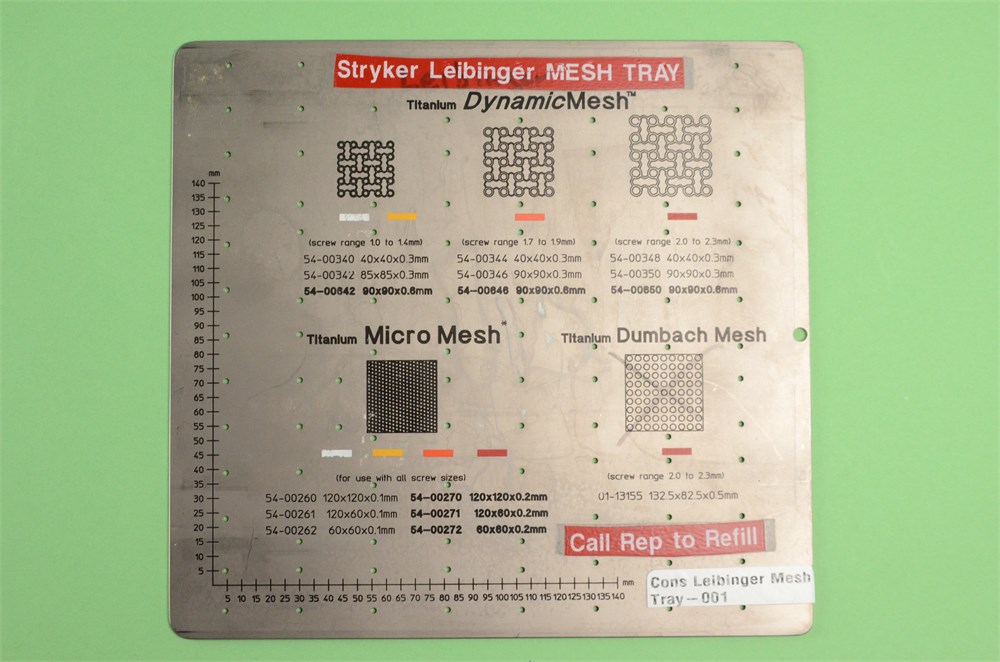 Stryker Leibinger MESH TRAY
Titanium DynamicMesh™
(screw range 1.0 to 1.4mm) (screw range 1.7 to 1.9mm) (screw range 2.0 to 2.3mm)
54-00340 40x40x0.3mm 54-00344 40x40x0.3mm 54-00348 40x40x0.3mm
54-00342 85x85x0.3mm 54-00346 90x90x0.3mm 54-00350 90x90x0.3mm
54-00642 90x90x0.6mm 54-00646 90x90x0.6mm 54-00650 90x90x0.6mm
Titanium Micro Mesh™ Titanium Dumbach Mesh
(for use with all screw sizes) (screw range 2.0 to 2.3mm)
54-00260 120x120x0.1mm 54-00270 120x120x0.2mm 01-13155 132.5x82.5x0.5mm
54-00261 120x60x0.1mm 54-00271 120x60x0.2mm
54-00262 60x60x0.1mm 54-00272 60x60x0.2mm
Call Rep to Refill
Cons Leibinger Mesh
Tray-001
mm
140
135
130
125
120
115
110
105
100
95
90
85
80
75
70
65
60
55
50
45
40
35
30
25
20
15
10
5
mm
5 10 15 20 25 30 35 40 45 50 55 60 65 70 75 80 85 90 95 100 105 110 115 120 125 130 135 140